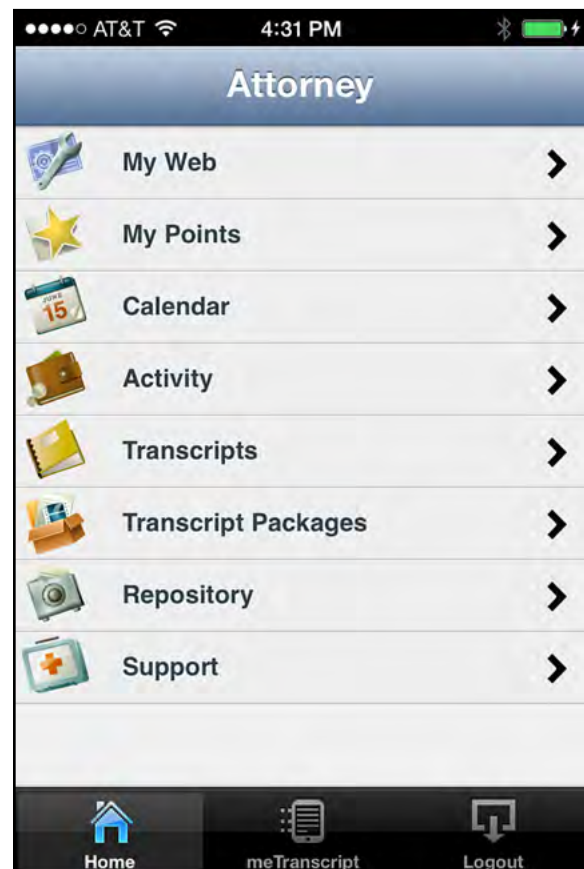 AT&T 4:31 PM
Attorney
My Web
My Points
JUNE
15
Calendar
Activity
Transcripts
Transcript Packages
Repository
Support
Home meTranscript Logout